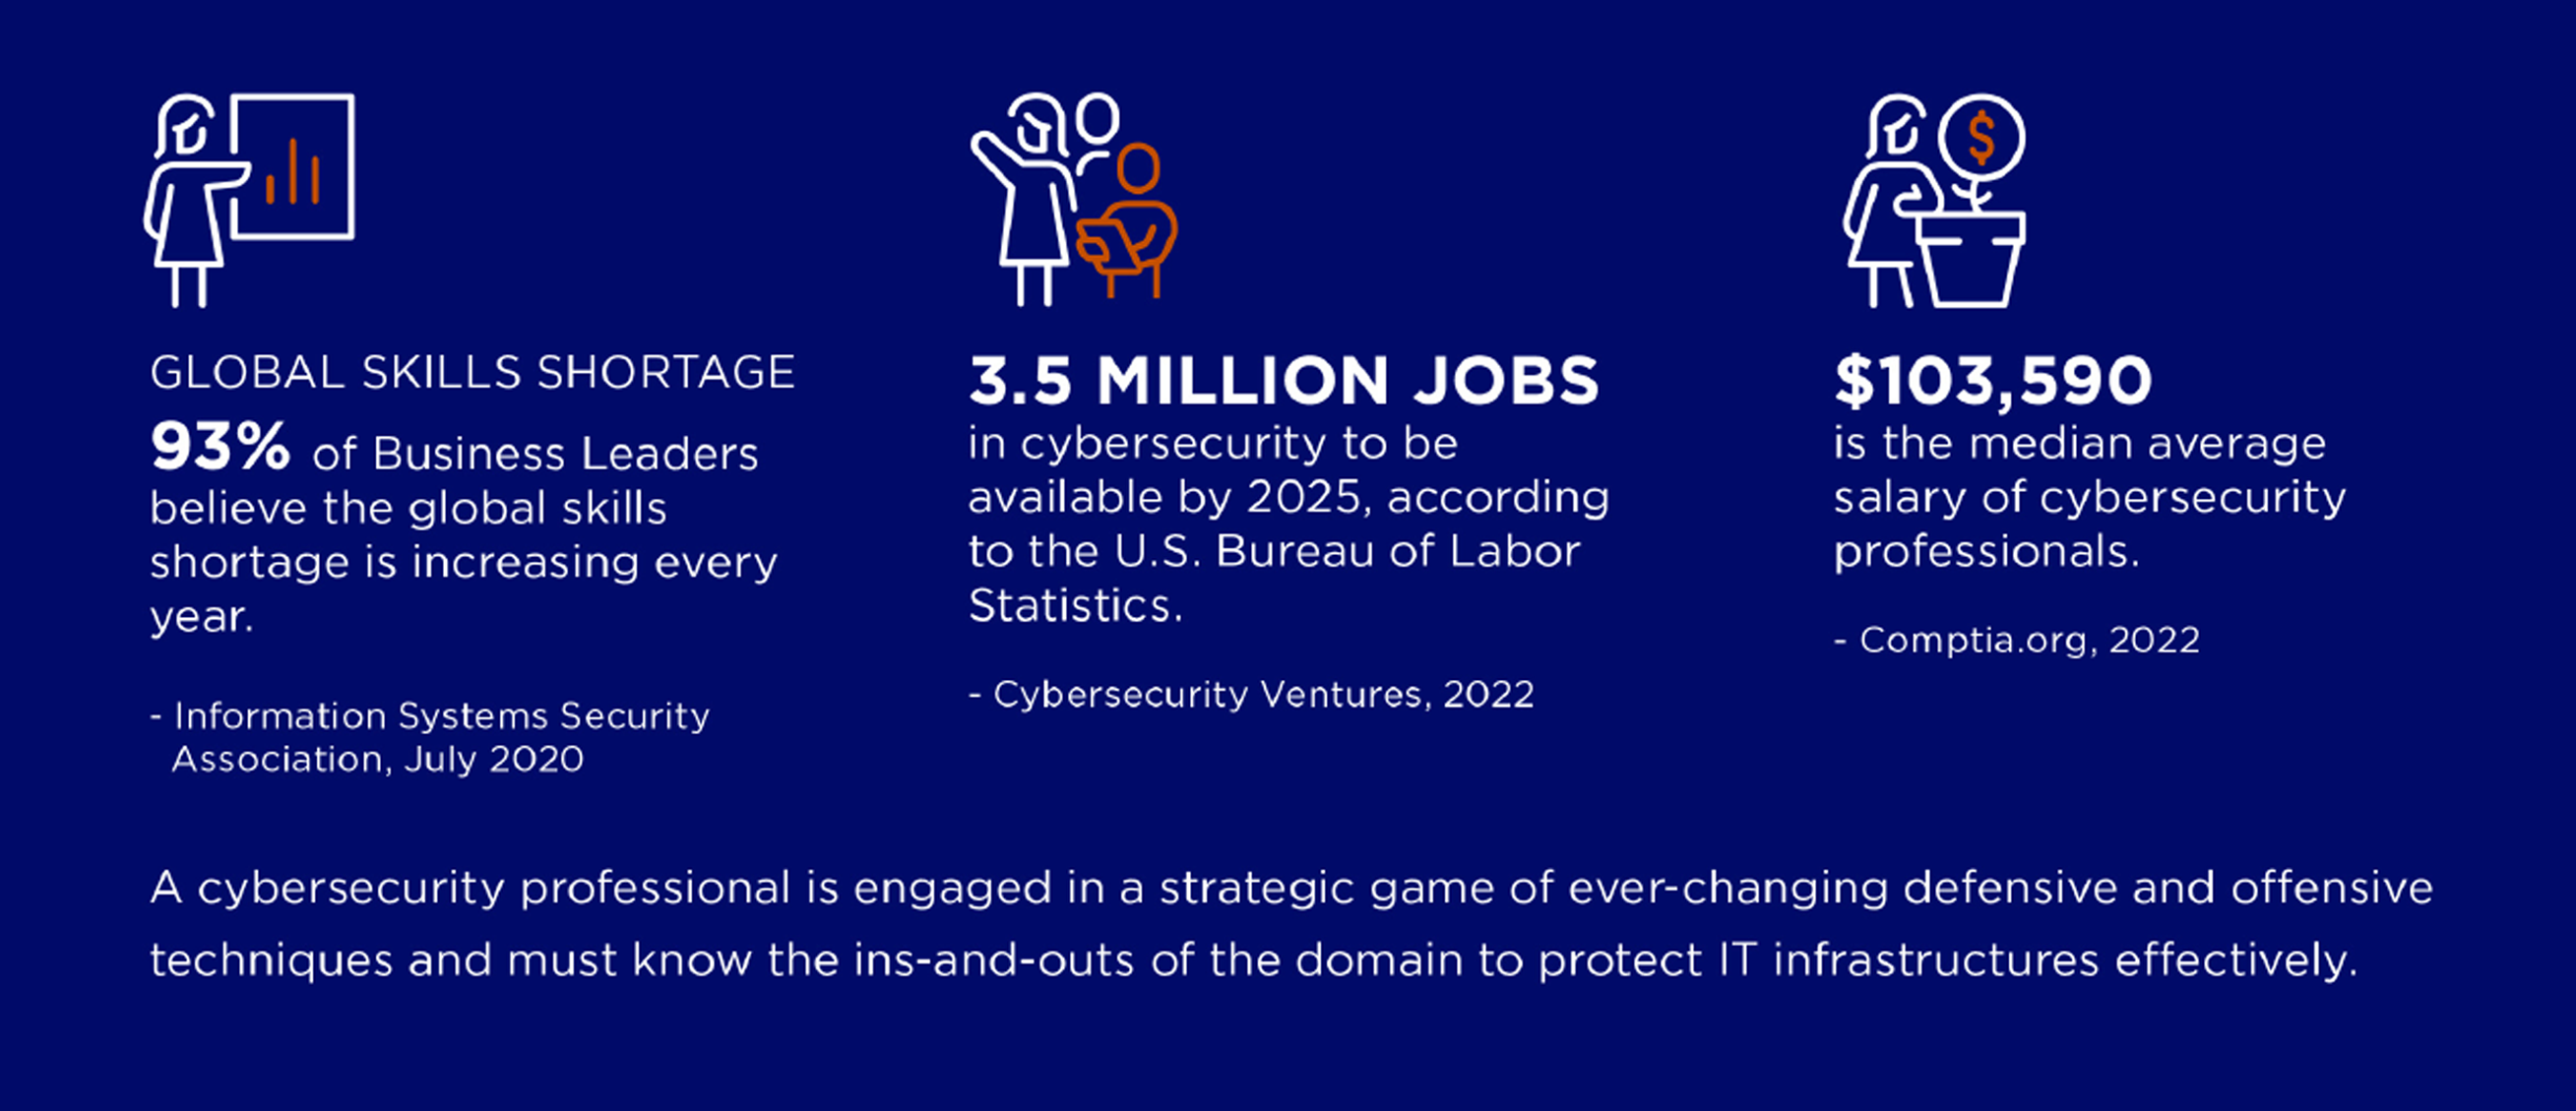 GLOBAL SKILLS SHORTAGE
93% of Business Leaders
believe the global skills
shortage is increasing every
year.
- Information Systems Security
Association, July 2020
3.5 MILLION JOBS
in cybersecurity to be
available by 2025, according
to the U.S. Bureau of Labor
Statistics.
- Cybersecurity Ventures, 2022
$103,590
is the median average
salary of cybersecurity
professionals.
- Comptia.org, 2022
A cybersecurity professional is engaged in a strategic game of ever-changing defensive and offensive
techniques and must know the ins-and-outs of the domain to protect IT infrastructures effectively.